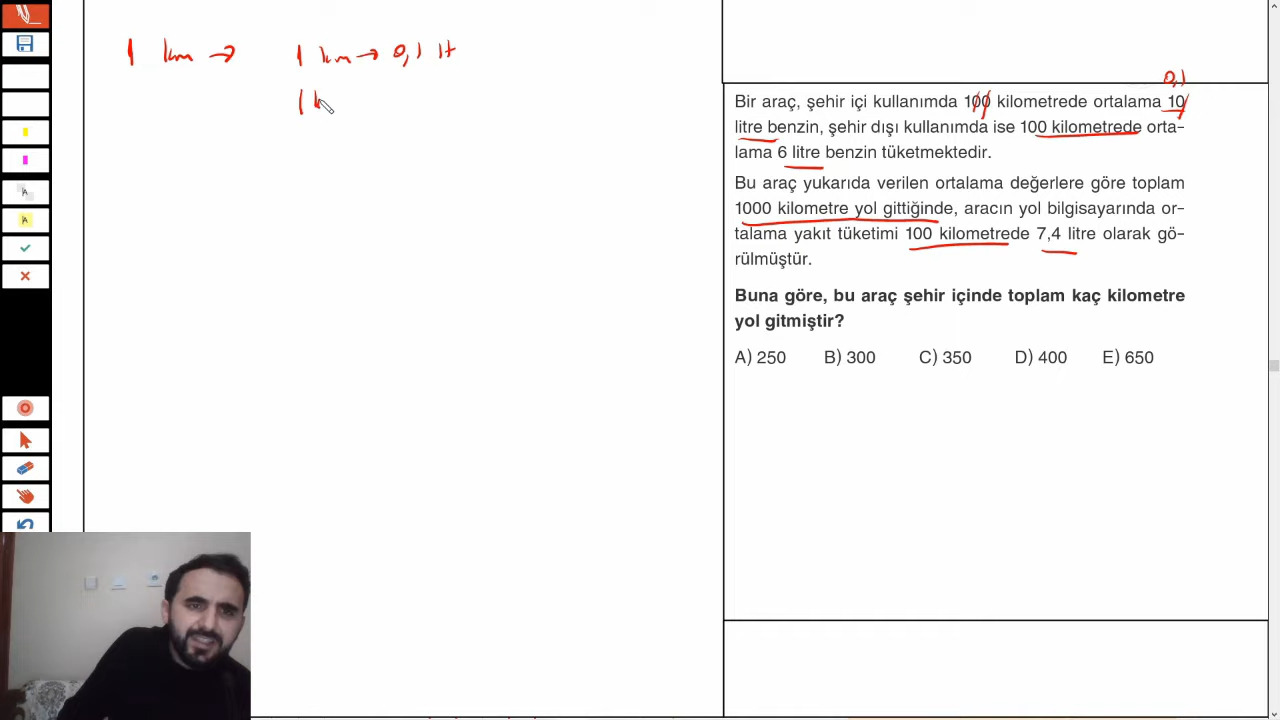 1 km → 1 km → 0,1 lt
1 k
0,1
Bir araç, şehir içi kullanımda 100 kilometrede ortalama 10
litre benzin, şehir dışı kullanımda ise 100 kilometrede orta-
lama 6 litre benzin tüketmektedir.
Bu araç yukarıda verilen ortalama değerlere göre toplam
1000 kilometre yol gittiğinde, aracın yol bilgisayarında or-
talama yakıt tüketimi 100 kilometrede 7,4 litre olarak gö-
rülmüştür.
Buna göre, bu araç şehir içinde toplam kaç kilometre
yol gitmiştir?
A) 250 B) 300 C) 350 D) 400 E) 650
A
A